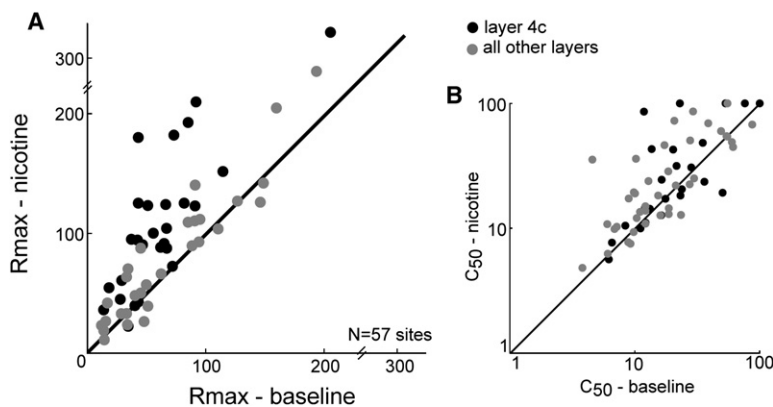 A
layer 4c
all other layers
Rmax - nicotine
300
200
100
0
0
100
200
300
N=57 sites
Rmax - baseline
B
C50 - nicotine
100
10
1
1
10
100
C50 - baseline